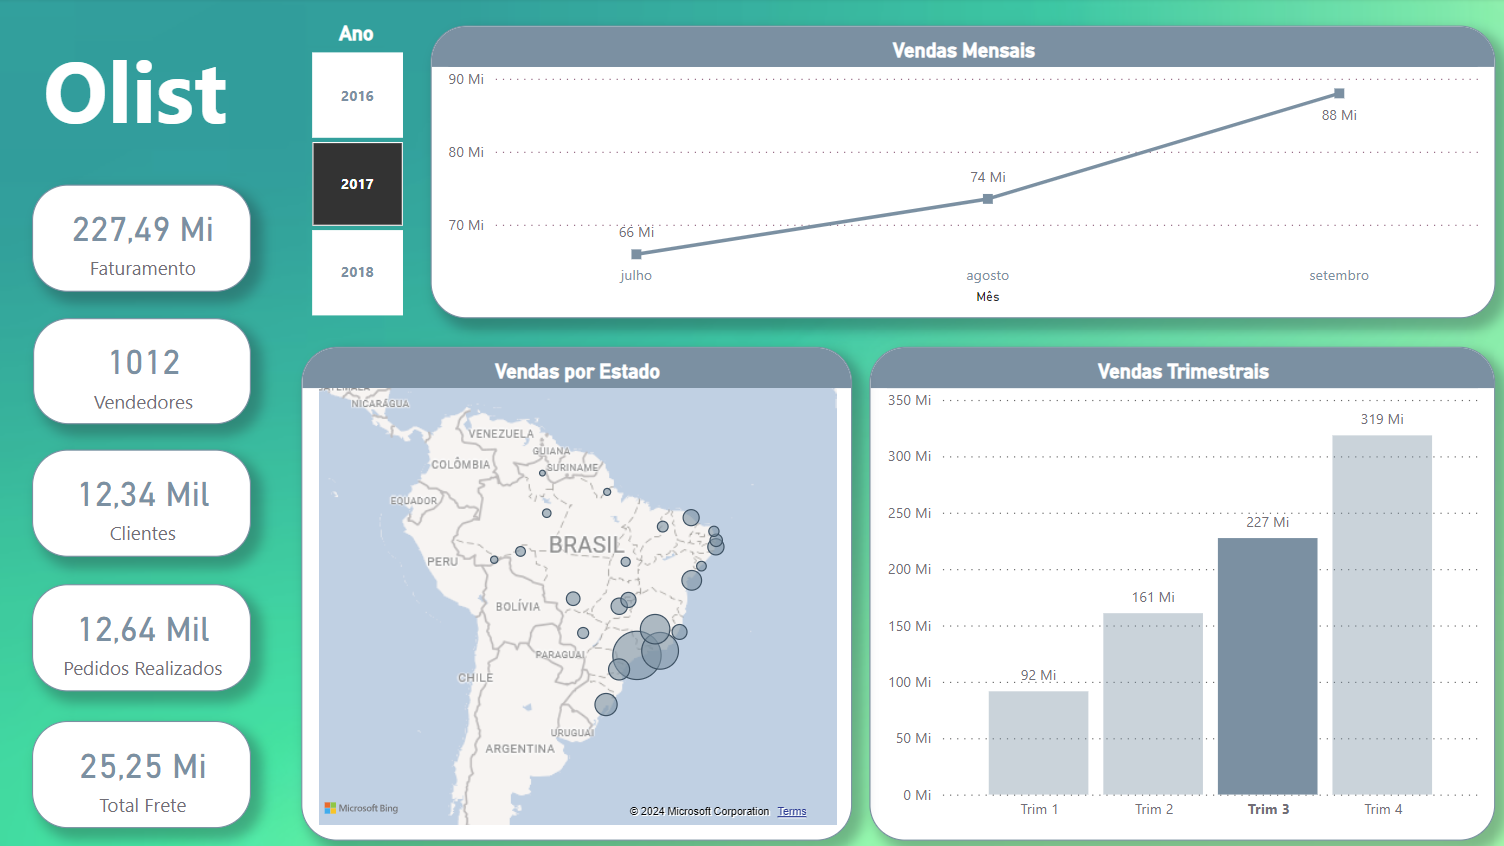 Olist
227,49 Mi
Faturamento
1012
Vendedores
12,34 Mil
Clientes
12,64 Mil
Pedidos Realizados
25,25 Mi
Total Frete
Ano
2016
2017
2018
Vendas Mensais
90 Mi
80 Mi
70 Mi
66 Mi
74 Mi
88 Mi
julho
agosto
setembro
Mês
Vendas por Estado
NICARÁGUA
VENEZUELA
GUIANA
SURINAME
COLÔMBIA
EQUADOR
BRASIL
PERU
BOLÍVIA
PARAGUAI
CHILE
URUGUAI
ARGENTINA
Microsoft Bing
© 2024 Microsoft Corporation Terms
Vendas Trimestrais
350 Mi
300 Mi
250 Mi
200 Mi
150 Mi
100 Mi
50 Mi
0 Mi
92 Mi
161 Mi
227 Mi
319 Mi
Trim 1
Trim 2
Trim 3
Trim 4